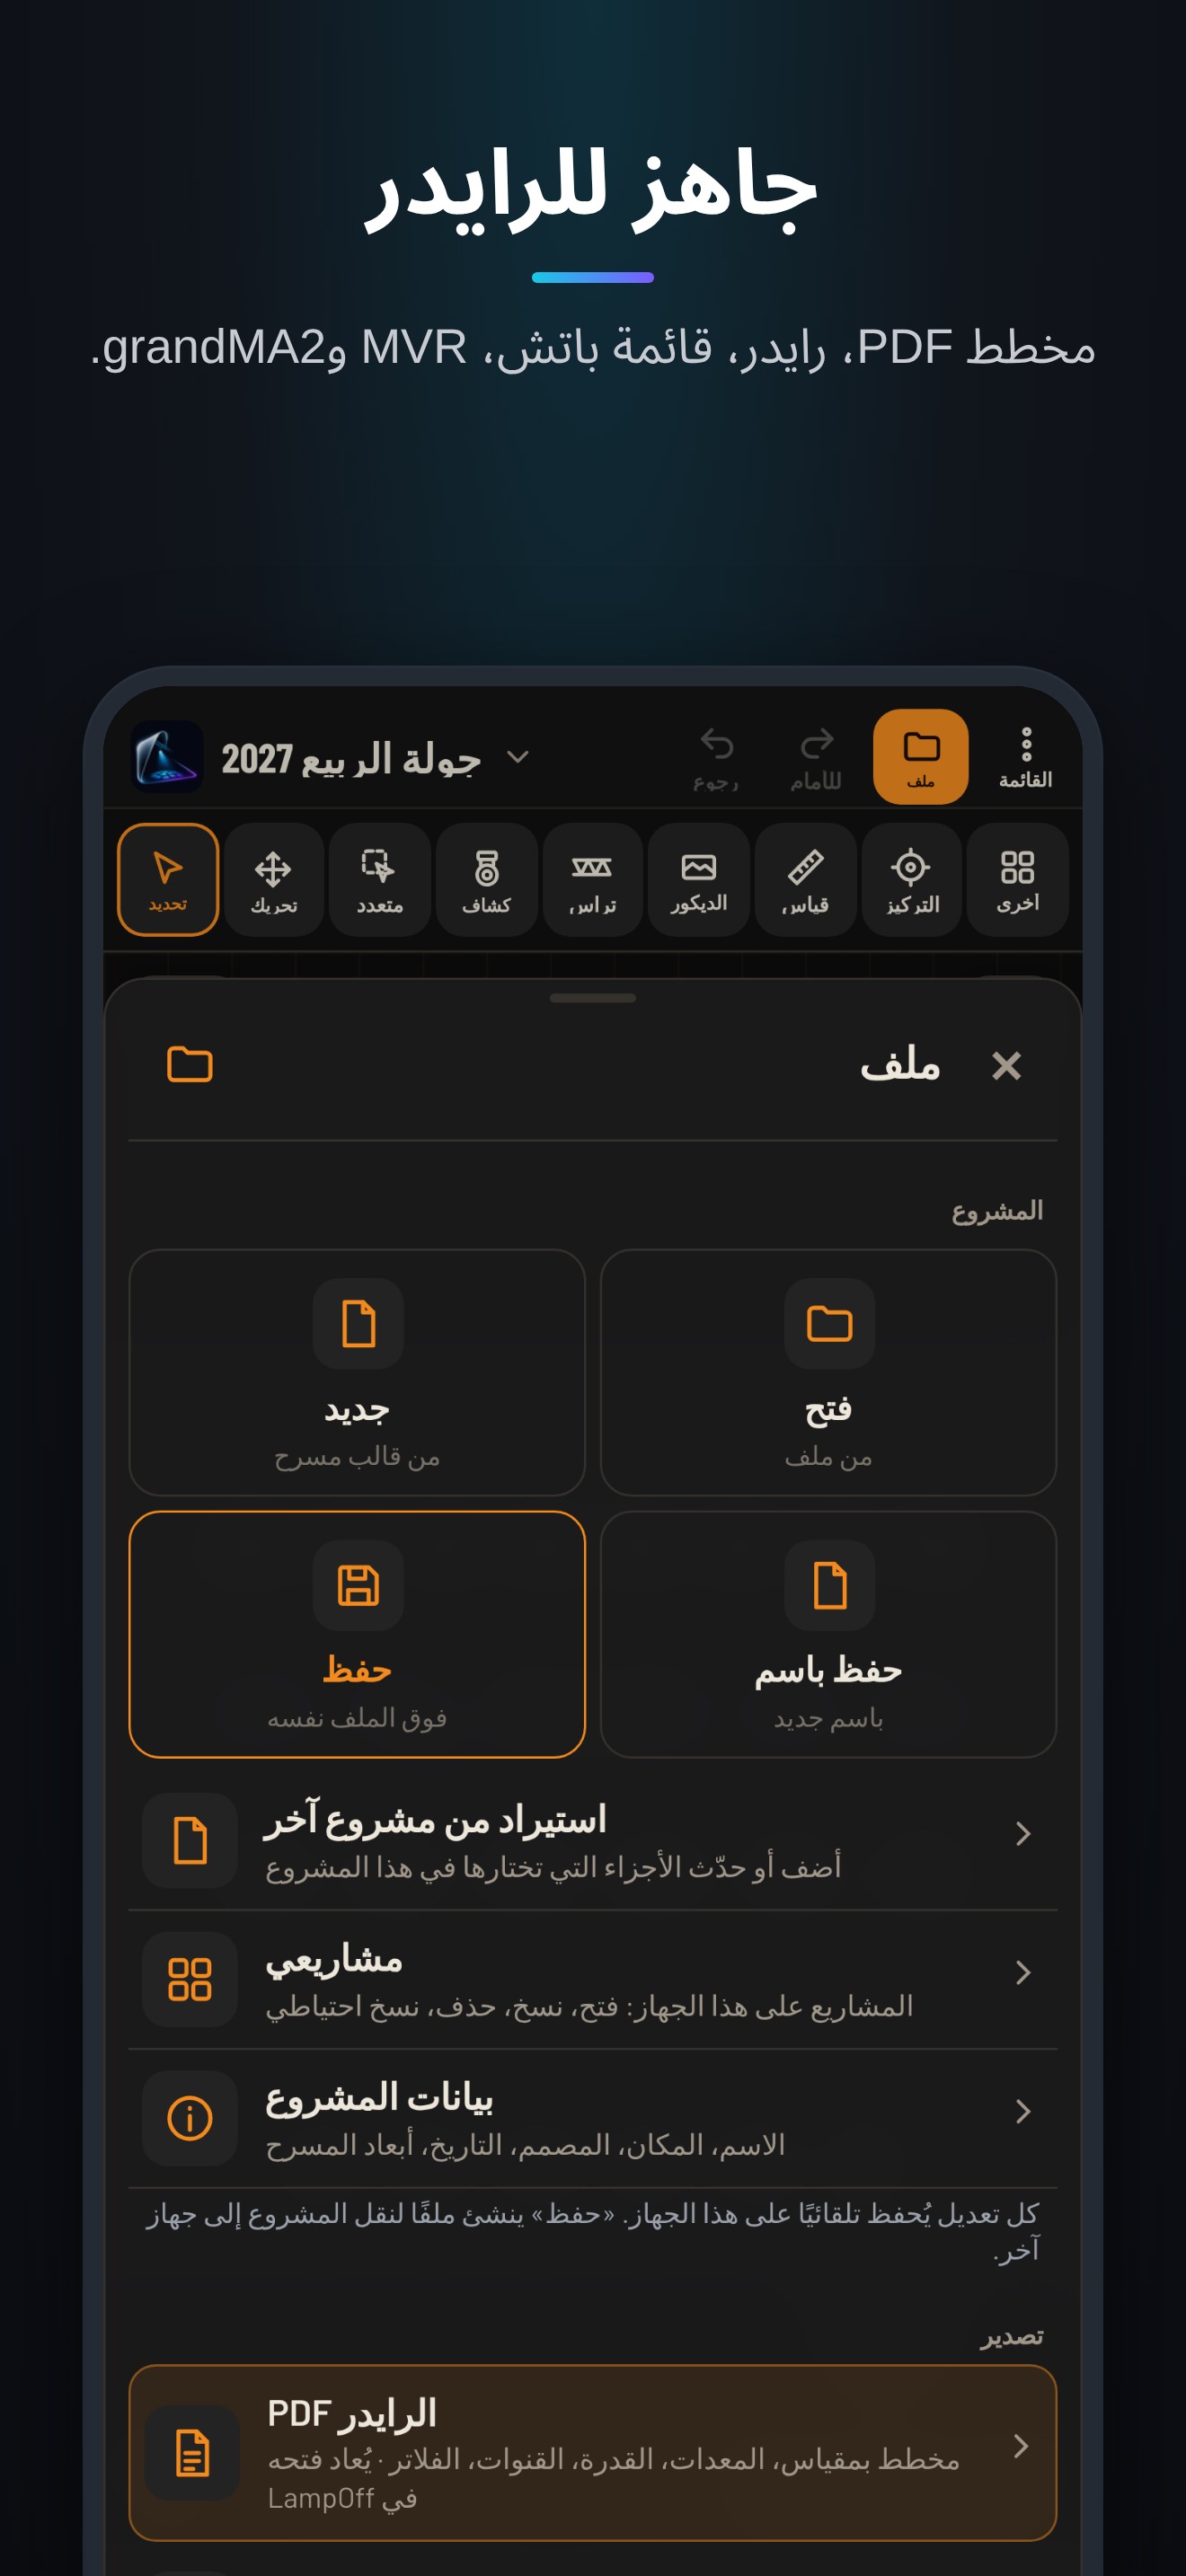 جاهز للرايدر
مخطط PDF، رايدر، قائمة باتش، MVR وgrandMA2.
القائمة
ملف
للأمام
رجوع
جولة الربيع 2027
أخرى
التركيز
قياس
الديكور
تراس
كشاف
متعدد
تحريك
تحديد
ملف
المشروع
فتح
من ملف
جديد
من قالب مسرح
حفظ باسم
باسم جديد
حفظ
فوق الملف نفسه
استيراد من مشروع آخر
أضف أو حدّث الأجزاء التي تختارها في هذا المشروع
مشاريعي
المشاريع على هذا الجهاز: فتح، نسخ، حذف، نسخ احتياطي
بيانات المشروع
الاسم، المكان، المصمم، التاريخ، أبعاد المسرح
كل تعديل يُحفظ تلقائيًا على هذا الجهاز. «حفظ» ينشئ ملفًا لنقل المشروع إلى جهاز
آخر.
تصدير
الرايدر PDF
مخطط بمقياس، المعدات، القدرة، القنوات، الفلاتر · يُعاد فتحه
في LampOff